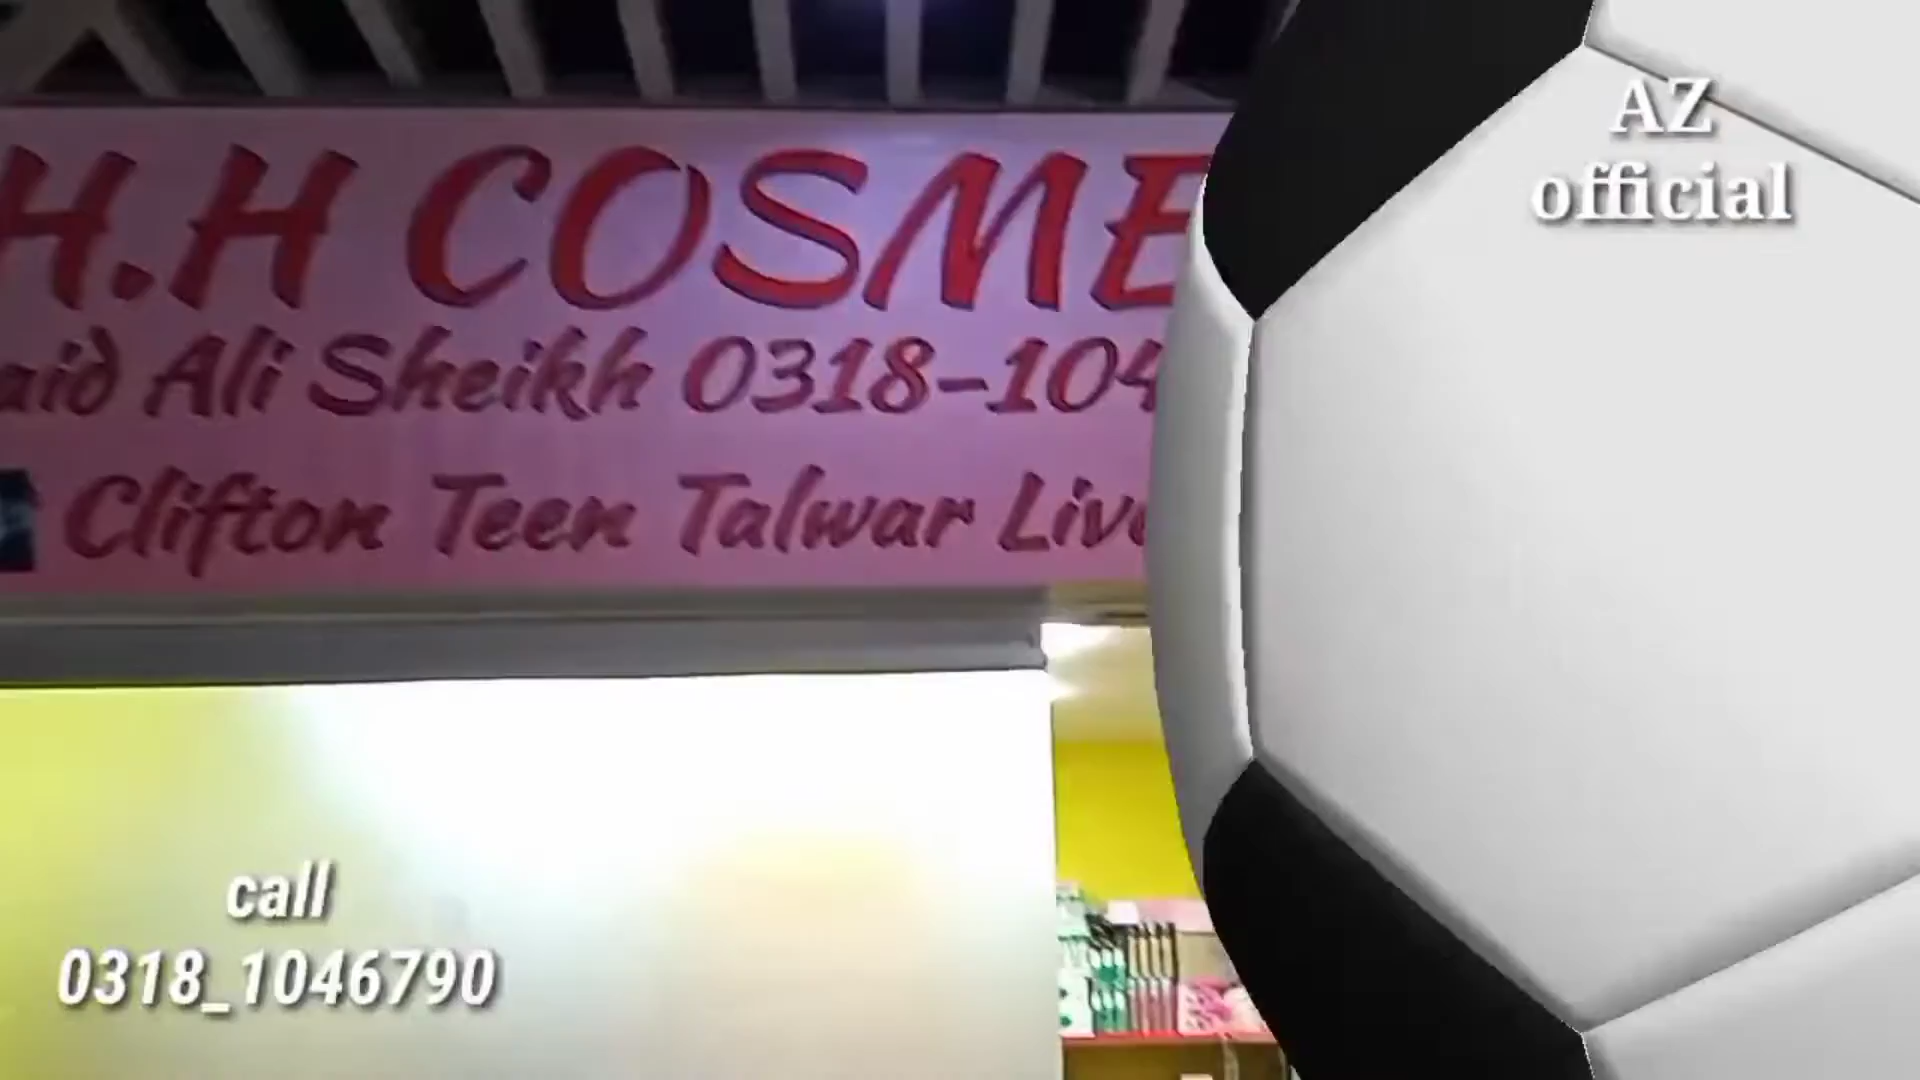 H.H COSME
aid Ali Sheikh 0318-104
Clifton Teen Talwar Liv
AZ
official
call
0318_1046790